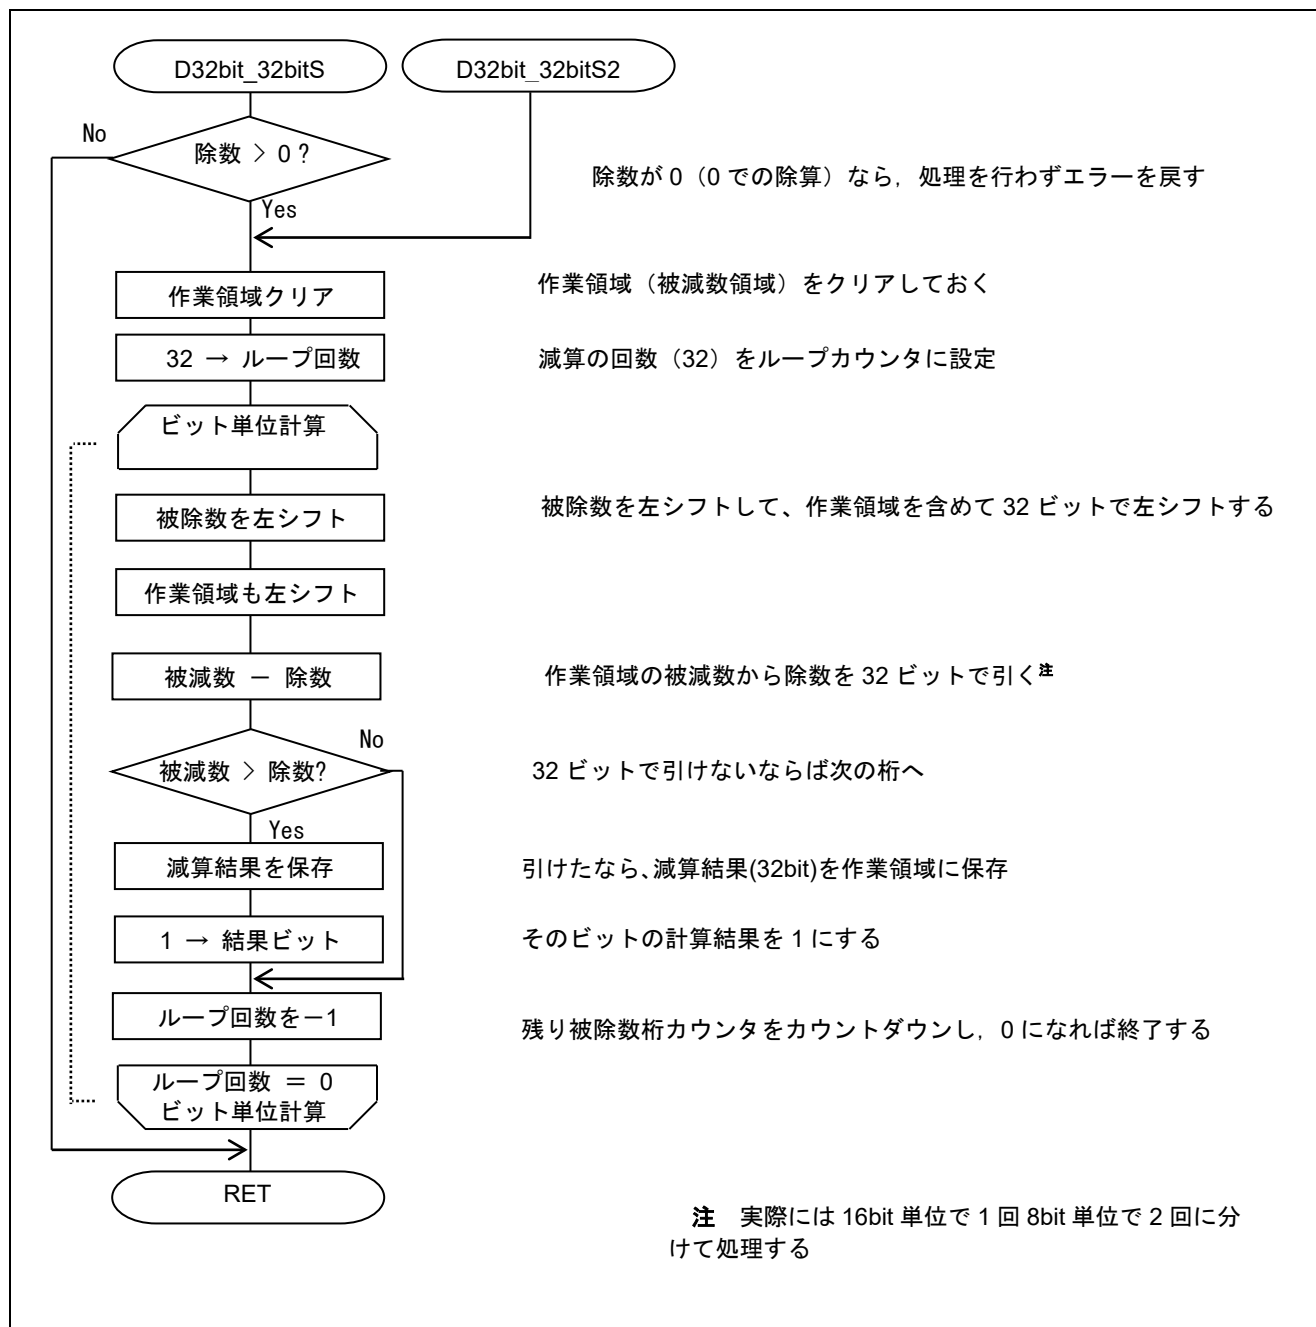 D32bit_32bitS D32bit_32bitS2
No
除数 > 0?
除数が 0（0 での除算）なら，処理を行わずエラーを戻す
Yes
作業領域クリア 作業領域（被減数領域）をクリアしておく
32 → ループ回数 減算の回数（32）をループカウンタに設定
ビット単位計算
被除数を左シフト 被除数を左シフトして、作業領域を含めて 32 ビットで左シフトする
作業領域も左シフト
被減数 － 除数 作業領域の被減数から除数を 32 ビットで引く注
No
被減数 > 除数? 32 ビットで引けないならば次の桁へ
Yes
減算結果を保存 引けたなら、減算結果(32bit)を作業領域に保存
1 → 結果ビット そのビットの計算結果を 1 にする
ループ回数を－1 残り被除数桁カウンタをカウントダウンし，0 になれば終了する
ループ回数 ＝ 0
ビット単位計算
RET
注 実際には 16bit 単位で 1 回 8bit 単位で 2 回に分
けて処理する